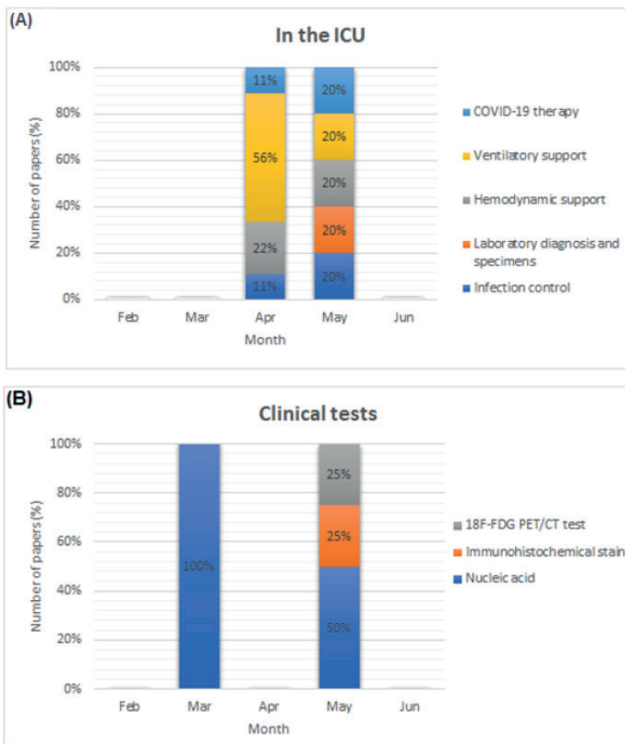 (A)
In the ICU
Number of papers (%)
100%
80%
60%
40%
20%
0%
11%
56%
22%
11%
20%
20%
20%
20%
20%
Feb
Mar
Apr
May
Jun
Month
COVID-19 therapy
Ventilatory support
Hemodynamic support
Laboratory diagnosis and
specimens
Infection control
(B)
Clinical tests
Number of papers (%)
100%
80%
60%
40%
20%
0%
100%
25%
25%
50%
Feb
Mar
Apr
May
Jun
Month
18F-FDG PET/CT test
Immunohistochemical stain
Nucleic acid